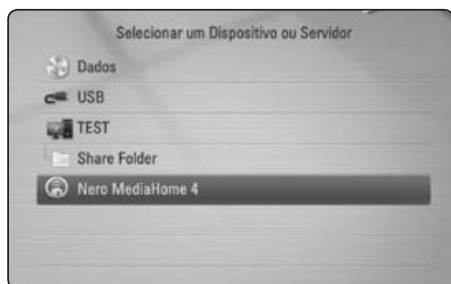 Selecionar um Dispositivo ou Servidor
Dados
USB
TEST
Share Folder
Nero MediaHome 4